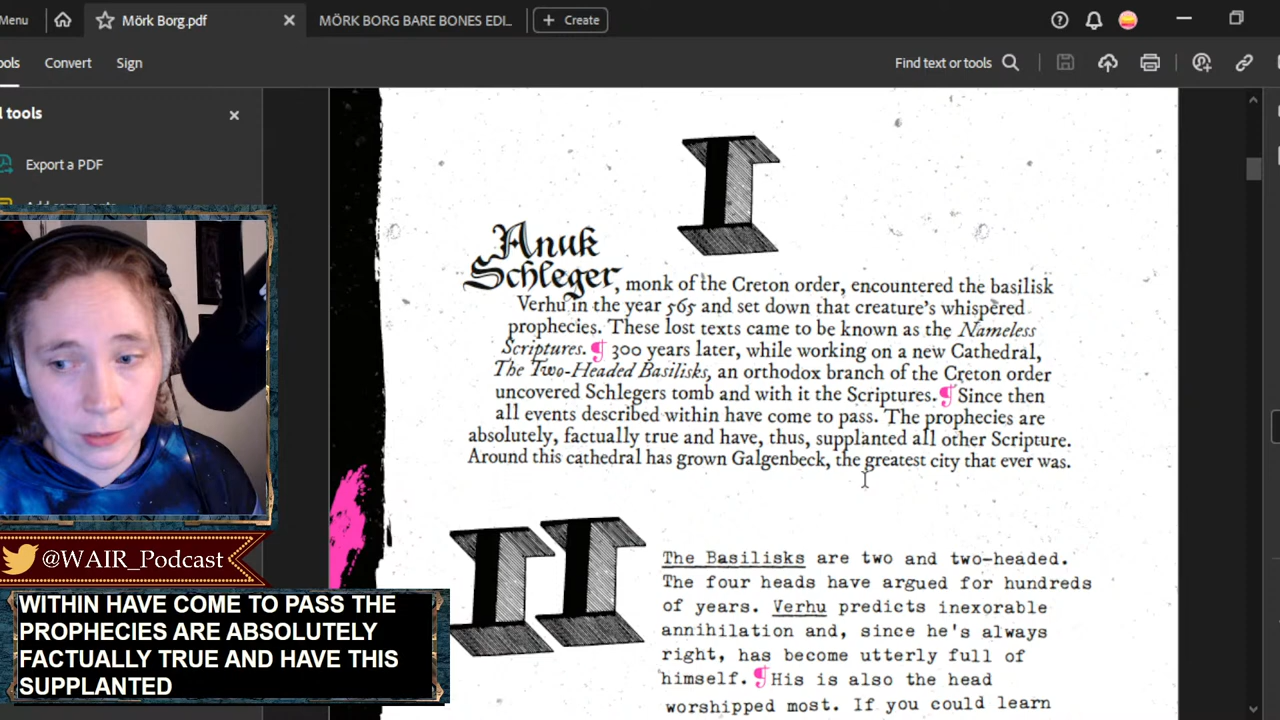 Menu
Mörk Borg.pdf
MÖRK BORG BARE BONES EDI...
Create
ols
Convert
Sign
Find text or tools
l tools
Export a PDF
I
Anuk
Schleger, monk of the Creton order, encountered the basilisk
Verhu in the year 565 and set down that creature's whispered
prophecies. These lost texts came to be known as the Nameless
Scriptures. ¶ 300 years later, while working on a new Cathedral,
The Two-Headed Basilisks, an orthodox branch of the Creton order
uncovered Schlegers tomb and with it the Scriptures. ¶ Since then
all events described within have come to pass. The prophecies are
absolutely, factually true and have, thus, supplanted all other Scripture.
Around this cathedral has grown Galgenbeck, the greatest city that ever was.
II
The Basilisks are two and two-headed.
The four heads have argued for hundreds
of years. Verhu predicts inexorable
annihilation and, since he's always
right, has become utterly full of
himself. ¶ His is also the head
worshipped most. If you could learn
@WAIR_Podcast
WITHIN HAVE COME TO PASS THE
PROPHECIES ARE ABSOLUTELY
FACTUALLY TRUE AND HAVE THIS
SUPPLANTED